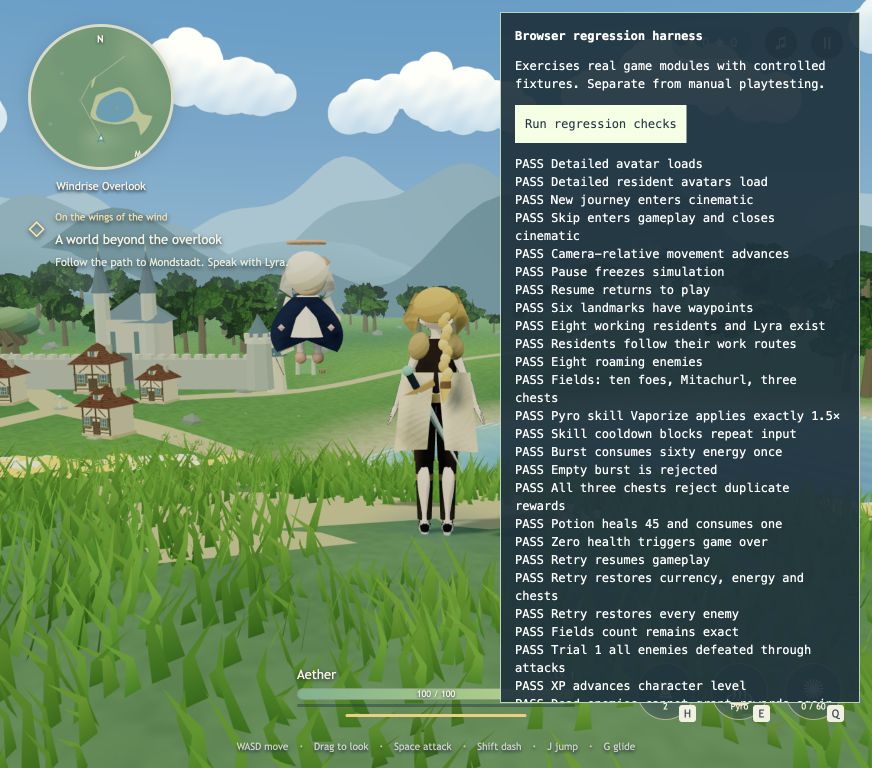 N
M
Windrise Overlook
On the wings of the wind
A world beyond the overlook
Follow the path to Mondstadt. Speak with Lyra.
Browser regression harness
Exercises real game modules with controlled
fixtures. Separate from manual playtesting.
Run regression checks
PASS Detailed avatar loads
PASS Detailed resident avatars load
PASS New journey enters cinematic
PASS Skip enters gameplay and closes
cinematic
PASS Camera-relative movement advances
PASS Pause freezes simulation
PASS Resume returns to play
PASS Six landmarks have waypoints
PASS Eight working residents and Lyra exist
PASS Residents follow their work routes
PASS Eight roaming enemies
PASS Fields: ten foes, Mitachurl, three
chests
PASS Pyro skill Vaporize applies exactly 1.5×
PASS Skill cooldown blocks repeat input
PASS Burst consumes sixty energy once
PASS Empty burst is rejected
PASS All three chests reject duplicate
rewards
PASS Potion heals 45 and consumes one
PASS Zero health triggers game over
PASS Retry resumes gameplay
PASS Retry restores currency, energy and
chests
PASS Retry restores every enemy
PASS Fields count remains exact
PASS Trial 1 all enemies defeated through
attacks
PASS XP advances character level
Aether
100 / 100
2
H
Pyro
E
0 / 60
Q
WASD move · Drag to look · Space attack · Shift dash · J jump · G glide